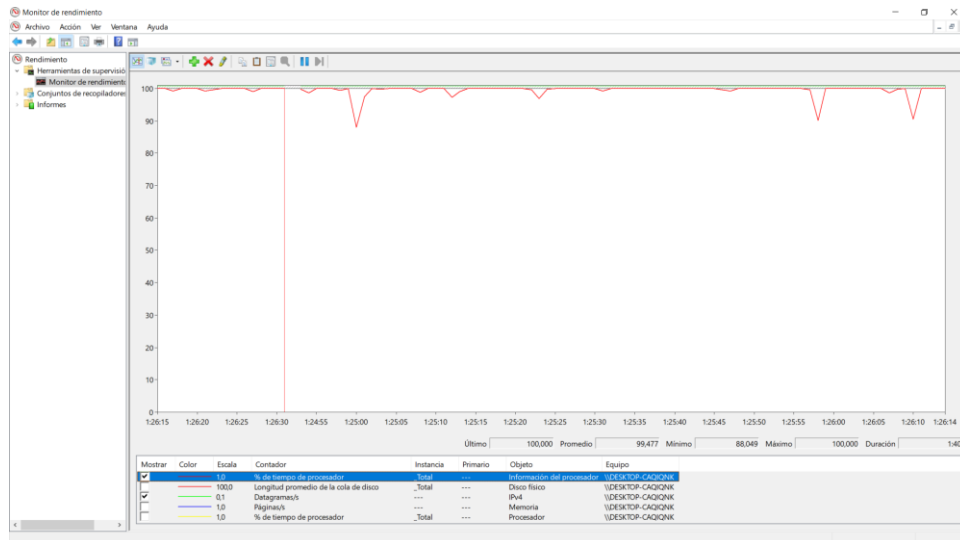 Monitor de rendimiento
Archivo Acción Ver Ventana Ayuda
Rendimiento
Herramientas de supervisió
Monitor de rendimiento
Conjuntos de recopiladores
Informes
100
90
80
70
60
50
40
30
20
10
0
1:26:15 1:26:20 1:26:25 1:26:30 1:24:55 1:25:00 1:25:05 1:25:10 1:25:15 1:25:20 1:25:25 1:25:30 1:25:35 1:25:40 1:25:45 1:25:50 1:25:55 1:26:00 1:26:05 1:26:10 1:26:14
Último 100,000 Promedio 99,477 Mínimo 88,049 Máximo 100,000 Duración 1:40
Mostrar Color Escala Contador Instancia Primario Objeto Equipo
1,0 % de tiempo de procesador _Total --- Información del procesador \\DESKTOP-CAQIQNK
100,0 Longitud promedio de la cola de disco _Total --- Disco físico \\DESKTOP-CAQIQNK
0,1 Datagramas/s --- --- IPv4 \\DESKTOP-CAQIQNK
1,0 Páginas/s --- --- Memoria \\DESKTOP-CAQIQNK
1,0 % de tiempo de procesador _Total --- Procesador \\DESKTOP-CAQIQNK